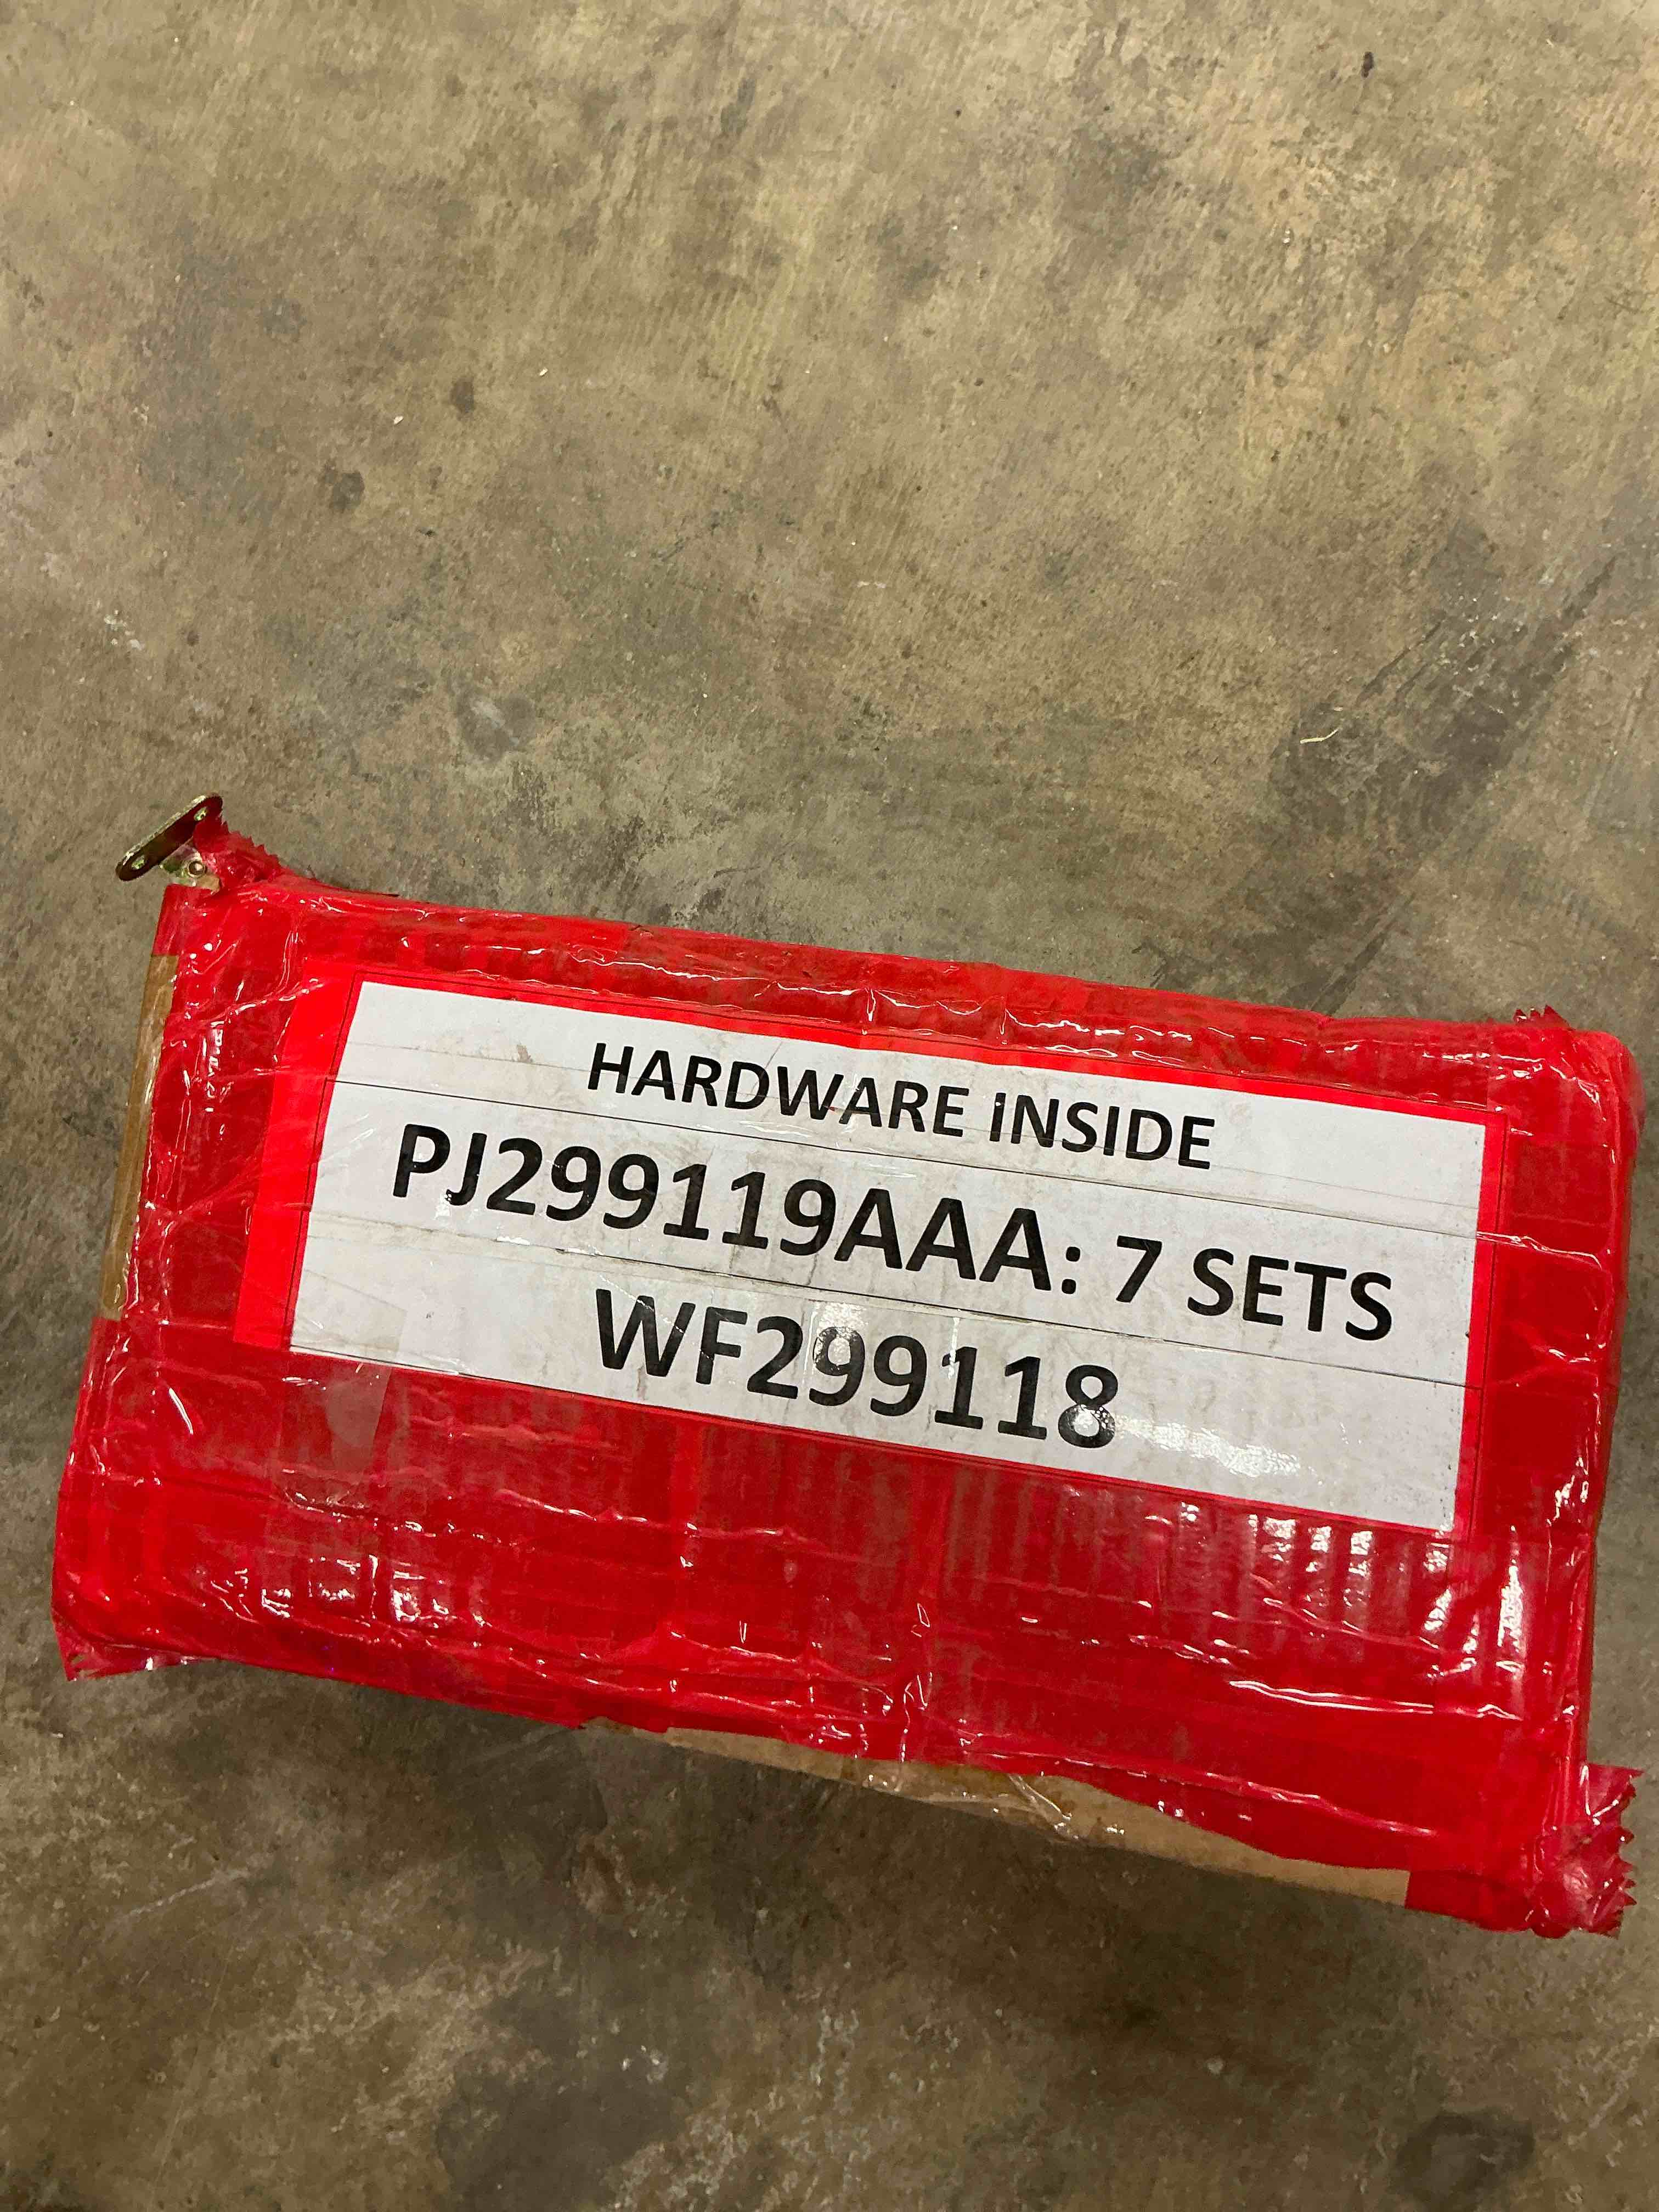 HARDWARE INSIDE
PJ299119AAA: 7 SETS
WF299118